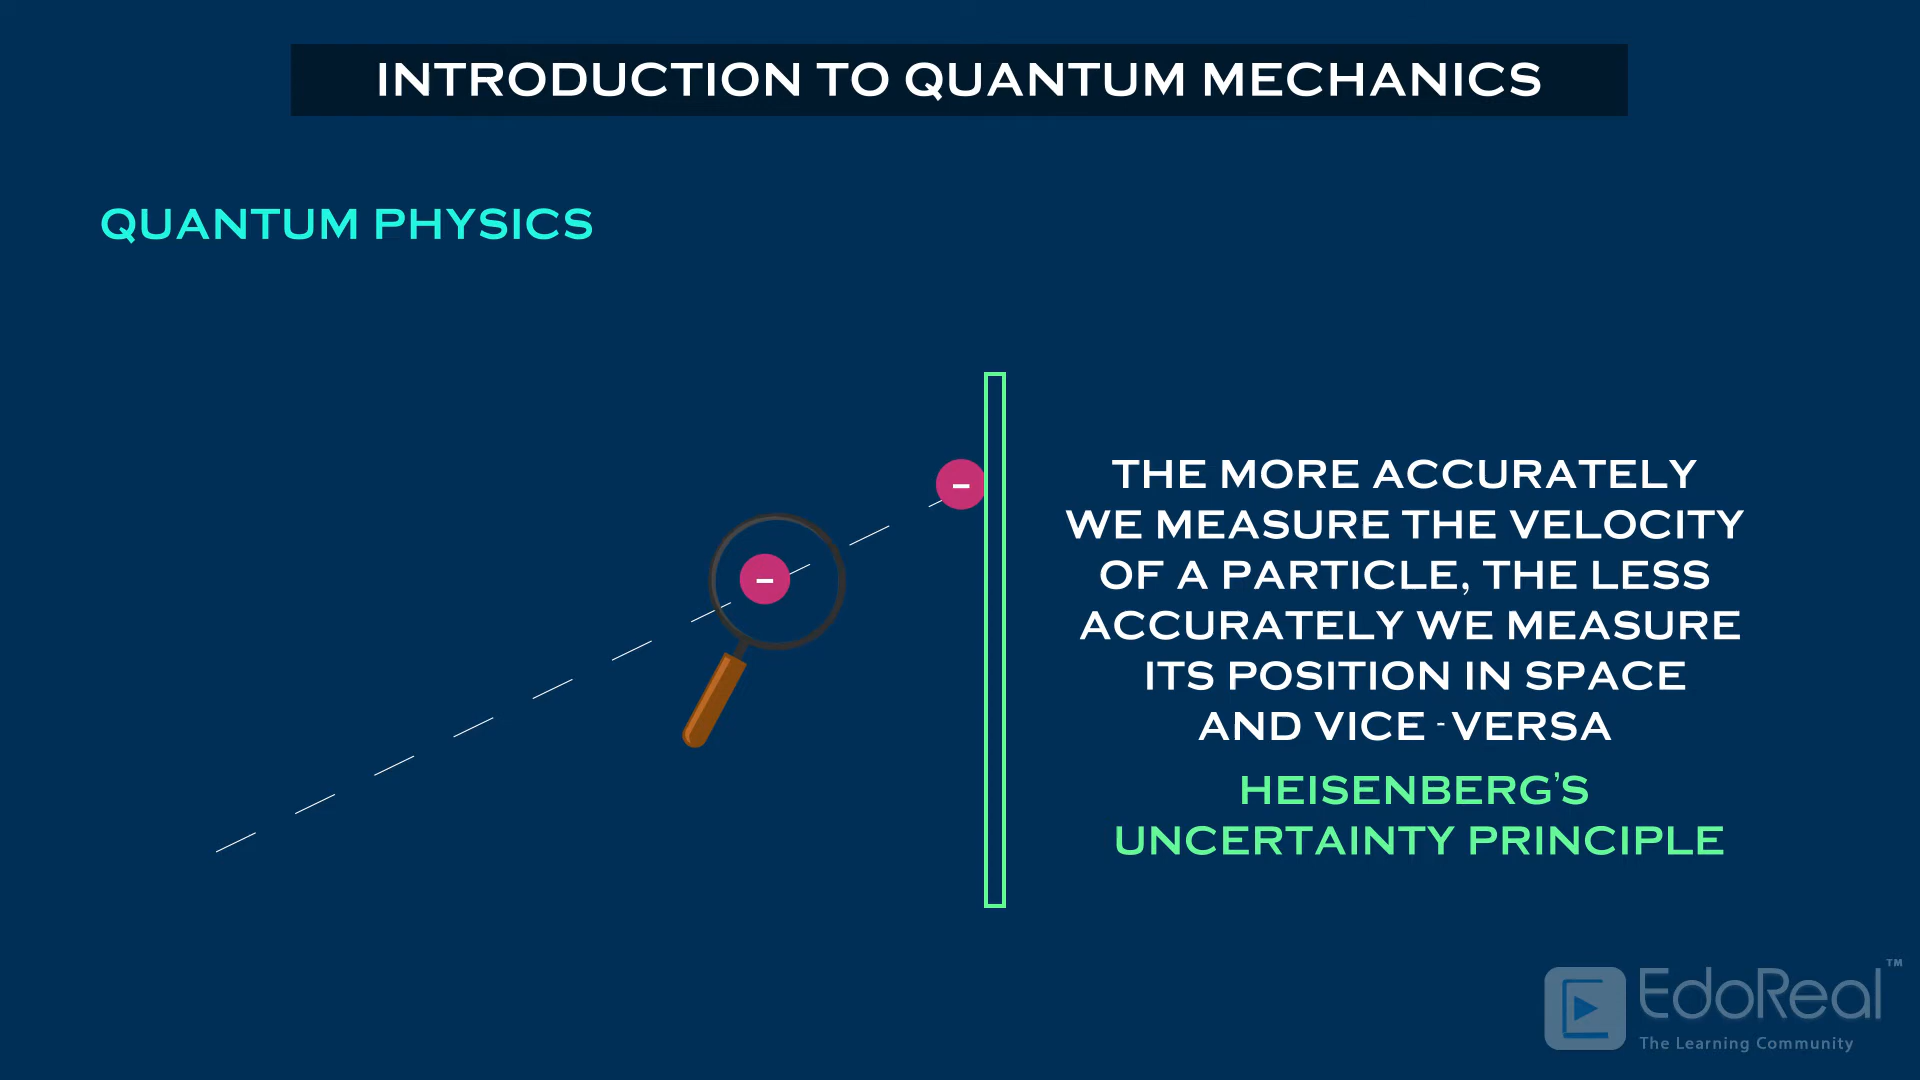 INTRODUCTION TO QUANTUM MECHANICS
QUANTUM PHYSICS
THE MORE ACCURATELY
WE MEASURE THE VELOCITY
OF A PARTICLE, THE LESS
ACCURATELY WE MEASURE
ITS POSITION IN SPACE
AND VICE -VERSA
HEISENBERG'S
UNCERTAINTY PRINCIPLE
EdoReal™
The Learning Community